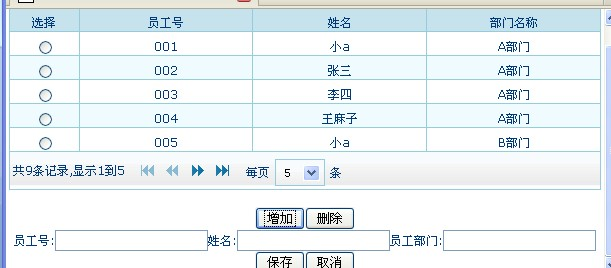 选择 员工号 姓名 部门名称
001 小a A部门
002 张三 A部门
003 李四 A部门
004 王麻子 A部门
005 小a B部门
共9条记录,显示1到5 每页 5 条
增加 删除
员工号: 姓名: 员工部门:
保存 取消